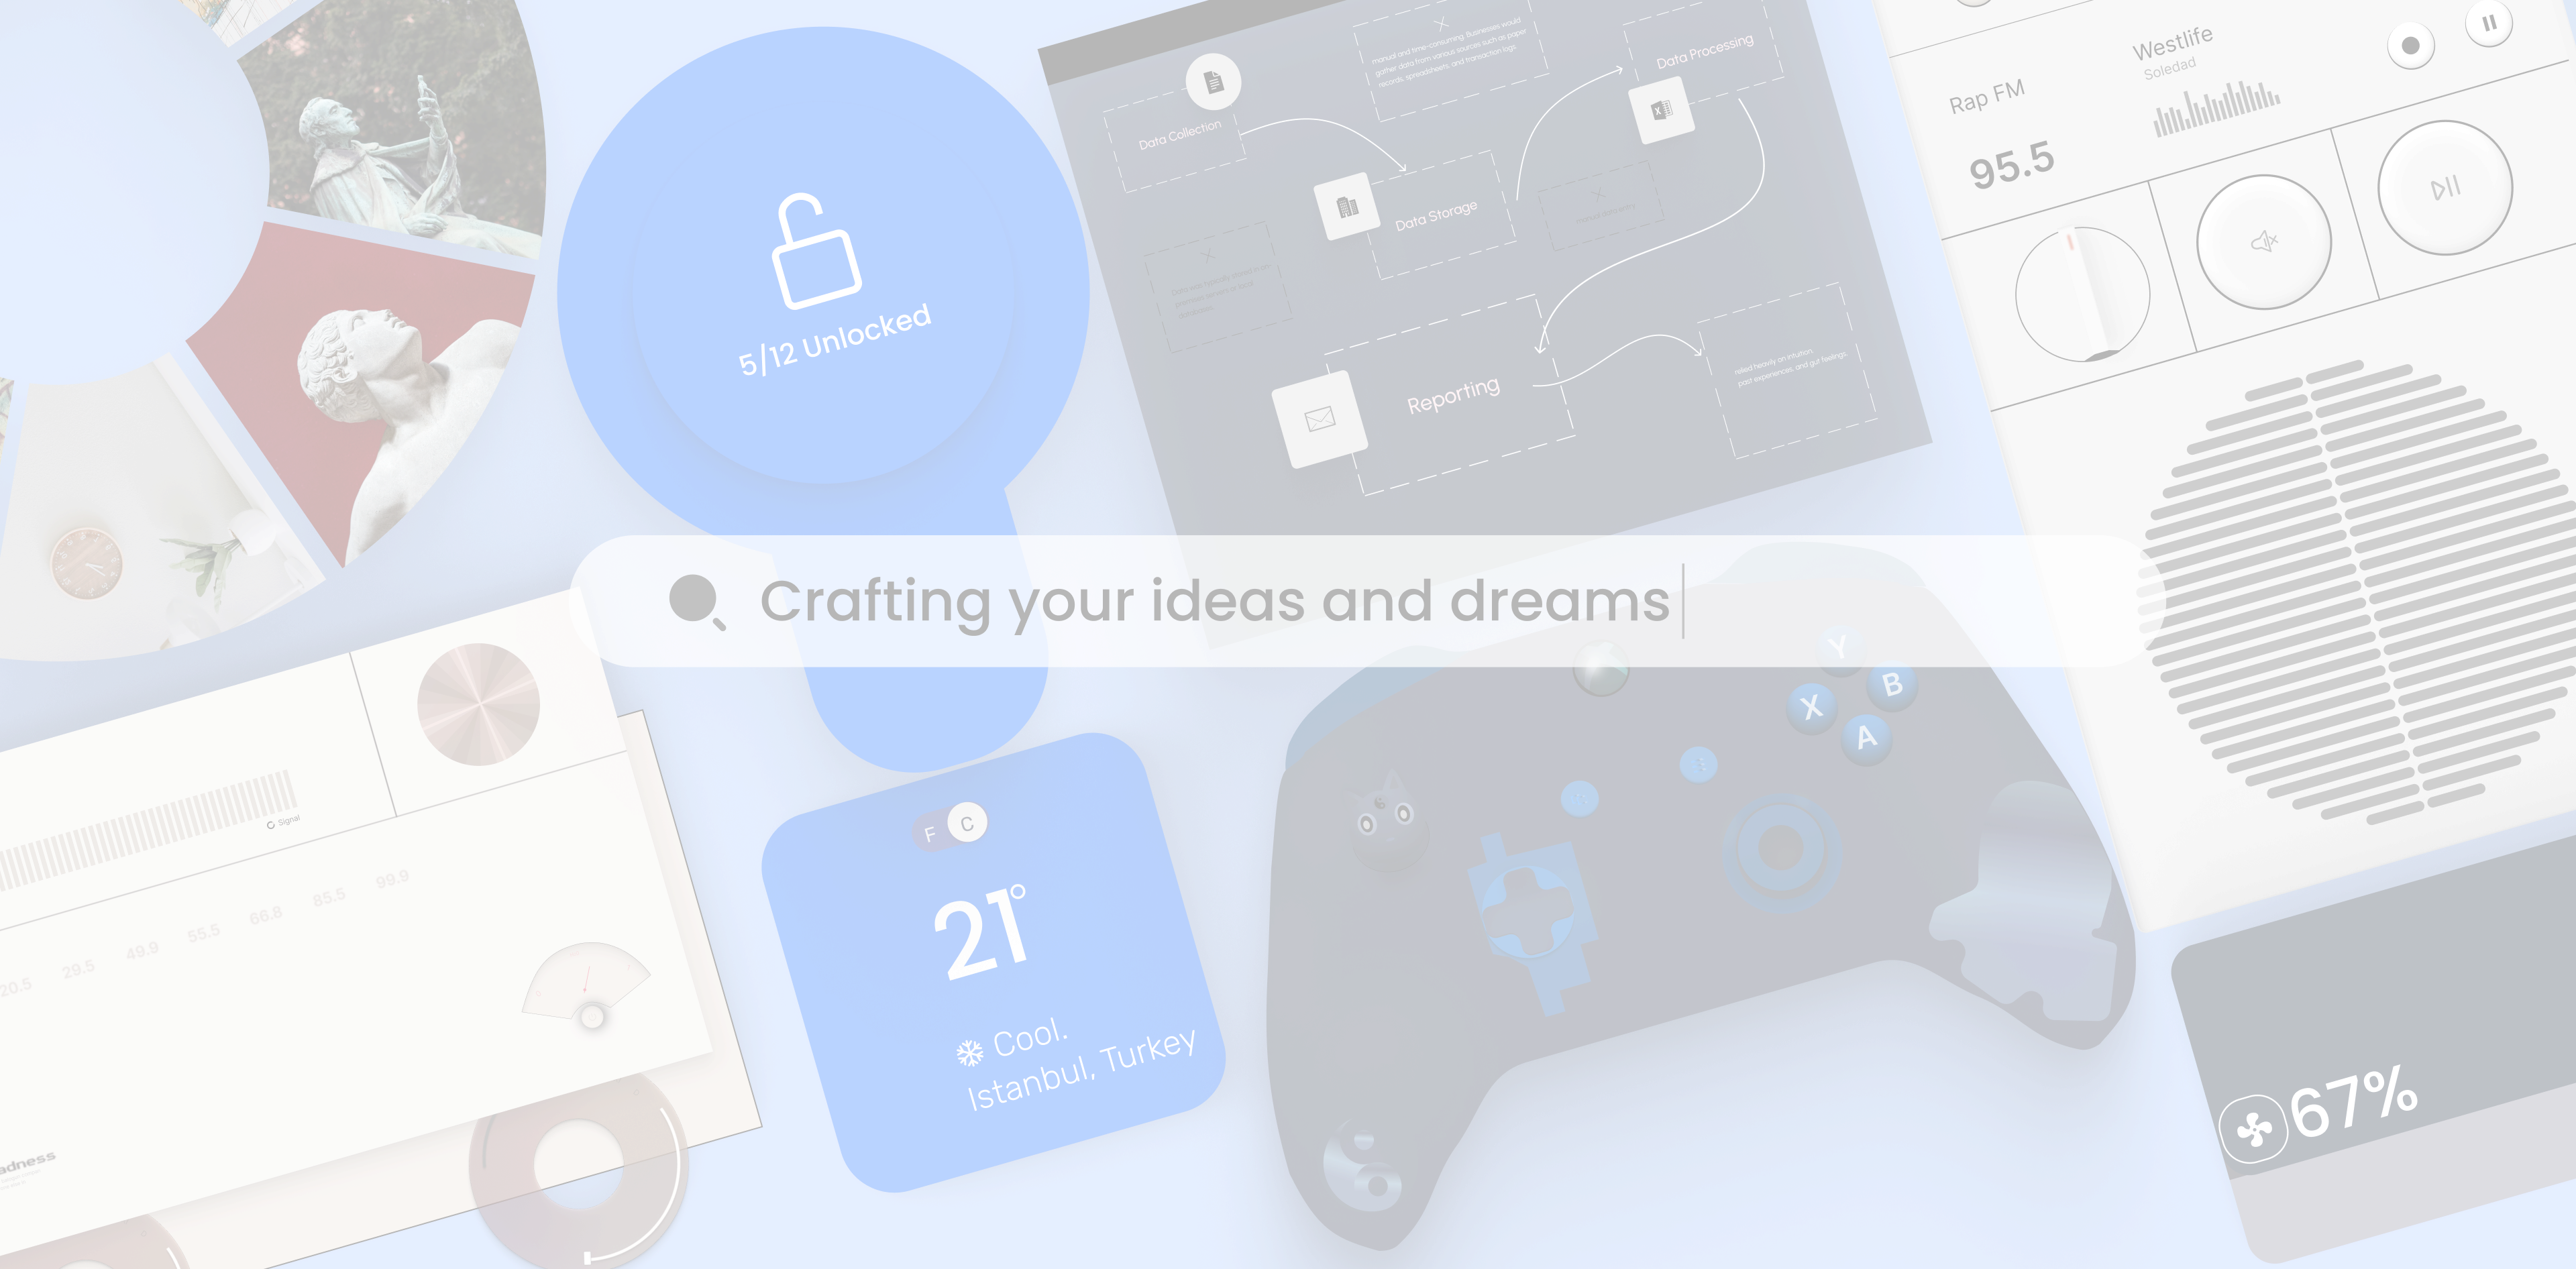 5/12 Unlocked
Data Collection
manual and time-consuming. Businesses would
gather data from various sources such as paper
records, spreadsheets, and transaction logs
Data Processing
Data Storage
manual data entry
Reporting
relied heavily on intuition,
past experiences, and gut feelings.
Westlife
Soledad
Rap FM
95.5
Crafting your ideas and dreams
Y
X
B
A
Signal
20.5
29.5
49.9
55.5
66.8
85.5
99.9
adness
F
C
21°
Cool.
Istanbul, Turkey
67%